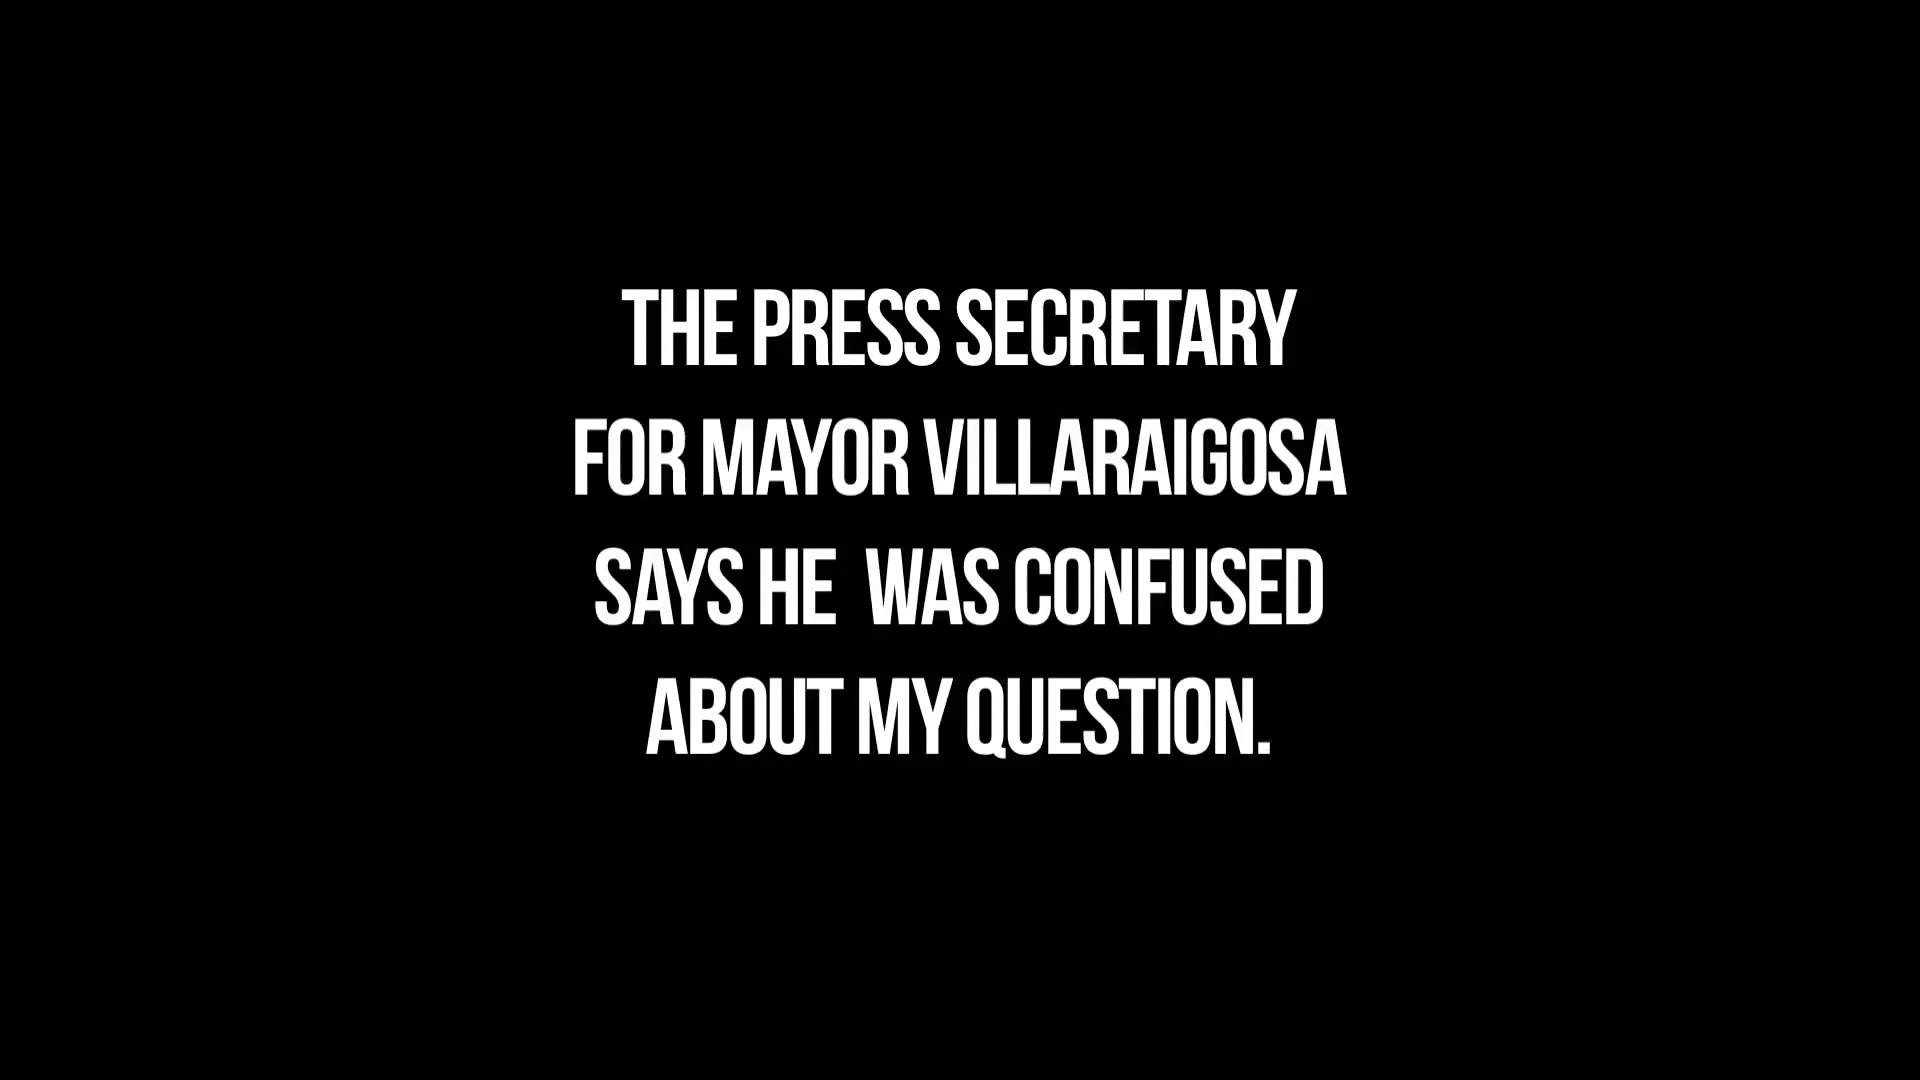 THE PRESS SECRETARY
FOR MAYOR VILLARAIGOSA
SAYS HE  WAS CONFUSED
ABOUT MY QUESTION.